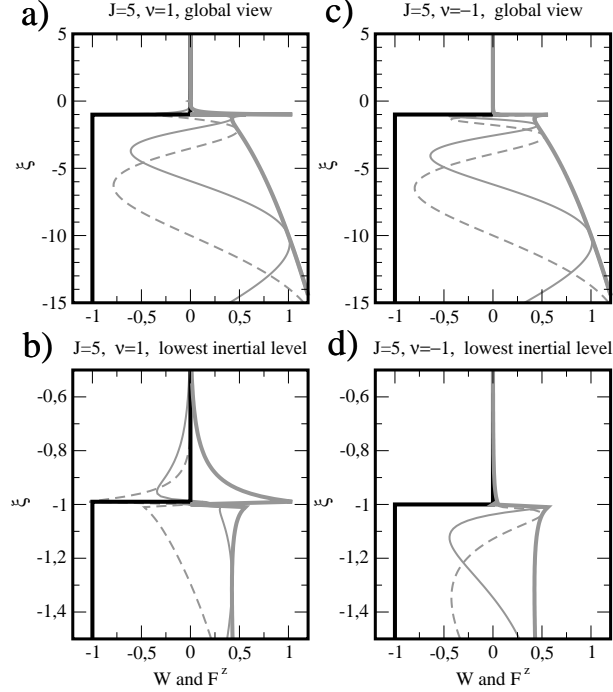 a)
J=5, ν=1, global view
5
0
-5
-10
-15
ξ
-1
-0,5
0
0,5
1
c)
J=5, ν=−1, global view
5
0
-5
-10
-15
ξ
-1
-0,5
0
0,5
1
b)
J=5, ν=1, lowest inertial level
-0,6
-0,8
-1
-1,2
-1,4
ξ
-1
-0,5
0
0,5
1
W and F^z
d)
J=5, ν=−1, lowest inertial level
-0,6
-0,8
-1
-1,2
-1,4
ξ
-1
-0,5
0
0,5
1
W and F^z